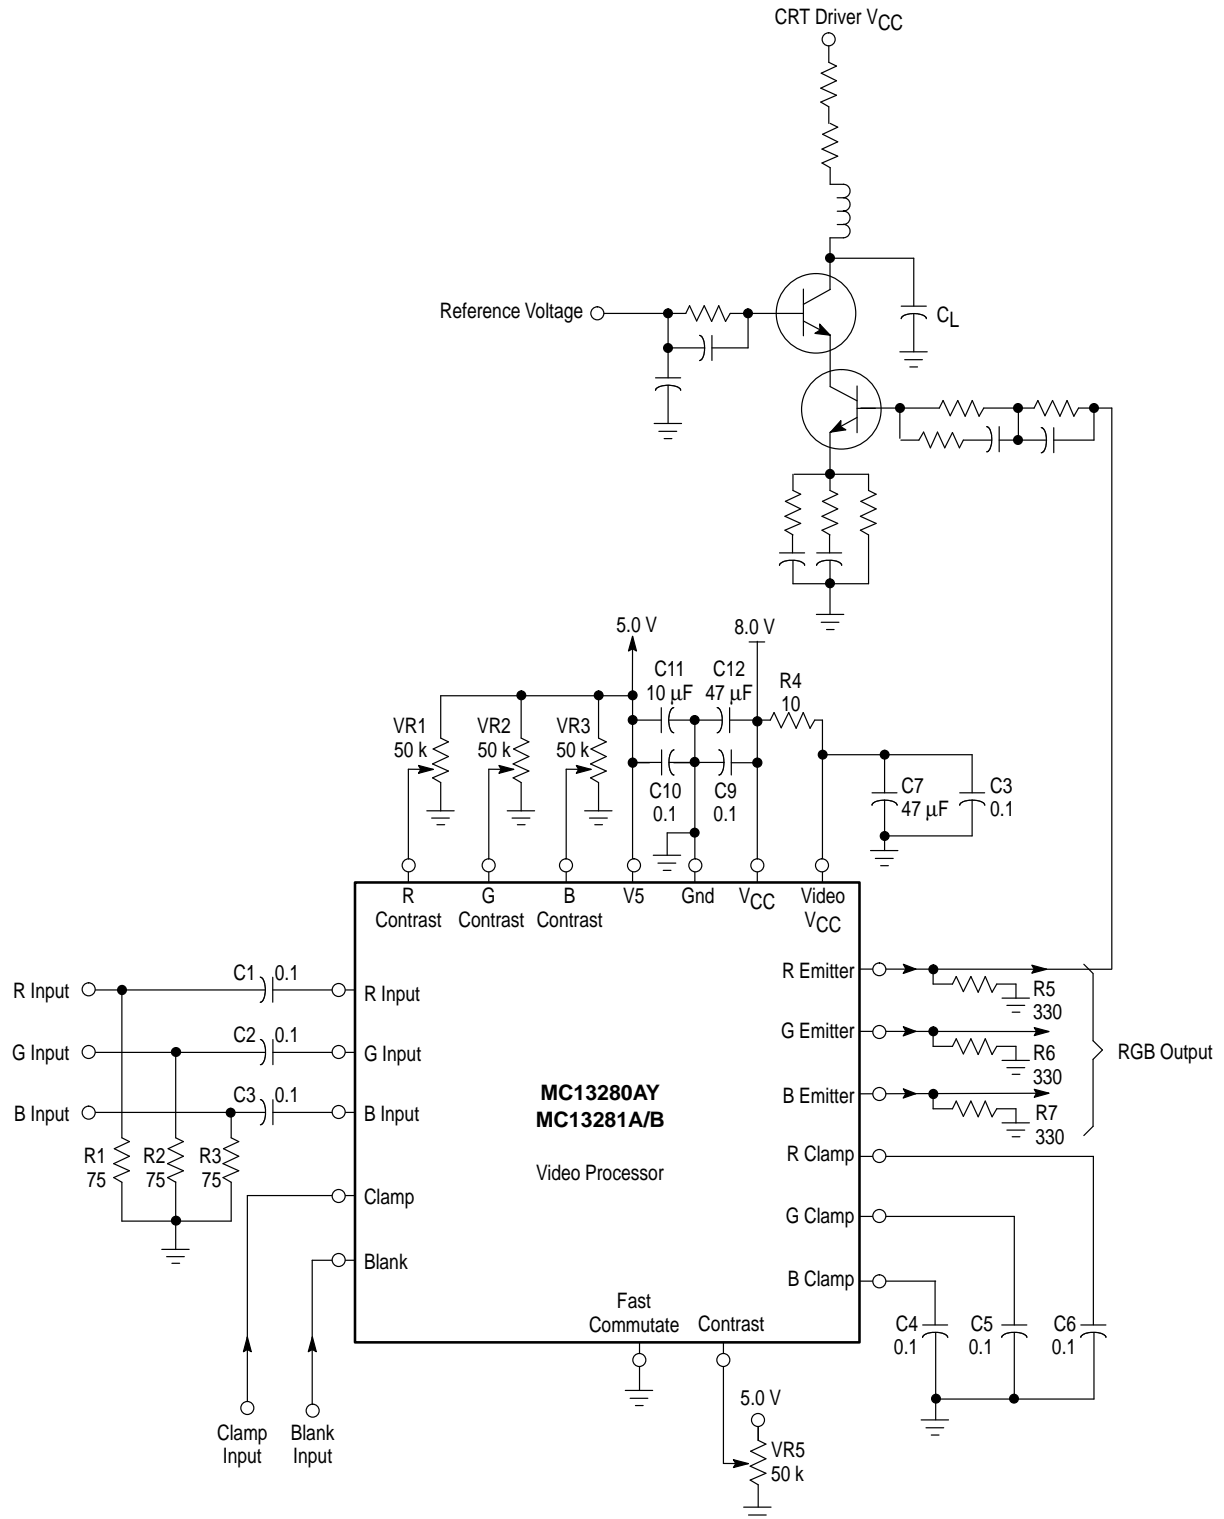 CRT Driver VCC
Reference Voltage
CL
5.0 V
8.0 V
C11
10 µF
C12
47 µF
R4
10
VR1
50 k
VR2
50 k
VR3
50 k
C10
0.1
C9
0.1
C7
47 µF
C3
0.1
R
Contrast
G
Contrast
B
Contrast
V5
Gnd
VCC
Video
VCC
R Input
C1
0.1
R Input
R Emitter
R5
330
G Input
C2
0.1
G Input
G Emitter
R6
330
RGB Output
B Input
C3
0.1
B Input
B Emitter
R7
330
MC13280AY
MC13281A/B
Video Processor
R1
75
R2
75
R3
75
R Clamp
Clamp
G Clamp
Blank
B Clamp
Fast
Commutate
Contrast
C4
0.1
C5
0.1
C6
0.1
Clamp
Input
Blank
Input
5.0 V
VR5
50 k